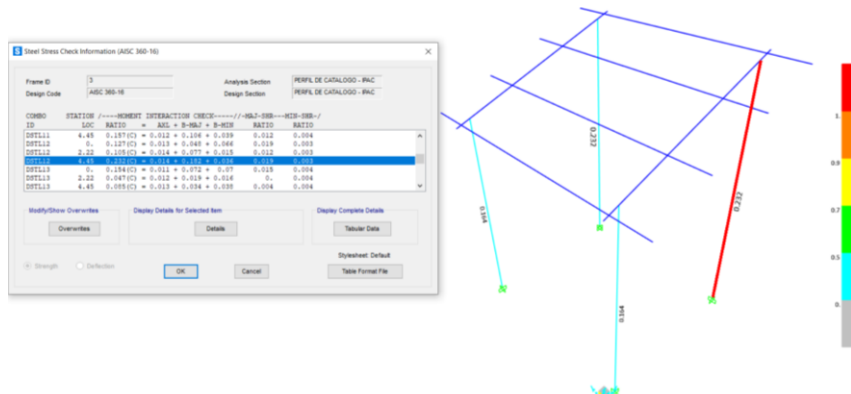 Steel Stress Check Information (AISC 360-16)
Frame ID 3 Analysis Section PERFIL DE CATALOGO - IPAC
Design Code AISC 360-16 Design Section PERFIL DE CATALOGO - IPAC
COMBO STATION /----MOMENT INTERACTION CHECK-----//-MAJ-SHR---MIN-SHR-/
ID LOC RATIO = AXL + B-MAJ + B-MIN RATIO RATIO
DSTL11 4.45 0.157(C) = 0.012 + 0.106 + 0.039 0.012 0.004
DSTL12 0. 0.127(C) = 0.013 + 0.048 + 0.066 0.019 0.003
DSTL12 2.22 0.105(C) = 0.014 + 0.077 + 0.015 0.012 0.003
DSTL12 4.45 0.232(C) = 0.014 + 0.182 + 0.036 0.019 0.003
DSTL13 0. 0.154(C) = 0.011 + 0.072 + 0.07 0.015 0.004
DSTL13 2.22 0.047(C) = 0.012 + 0.019 + 0.016 0. 0.004
DSTL13 4.45 0.085(C) = 0.013 + 0.034 + 0.038 0.004 0.004
Modify/Show Overwrites Display Details for Selected Item Display Complete Details
Overwrites Details Tabular Data
Stylesheet: Default
Strength Deflection OK Cancel Table Format File
0.164
0.232
0.164
0.232
1.
0.9
0.7
0.5
0.